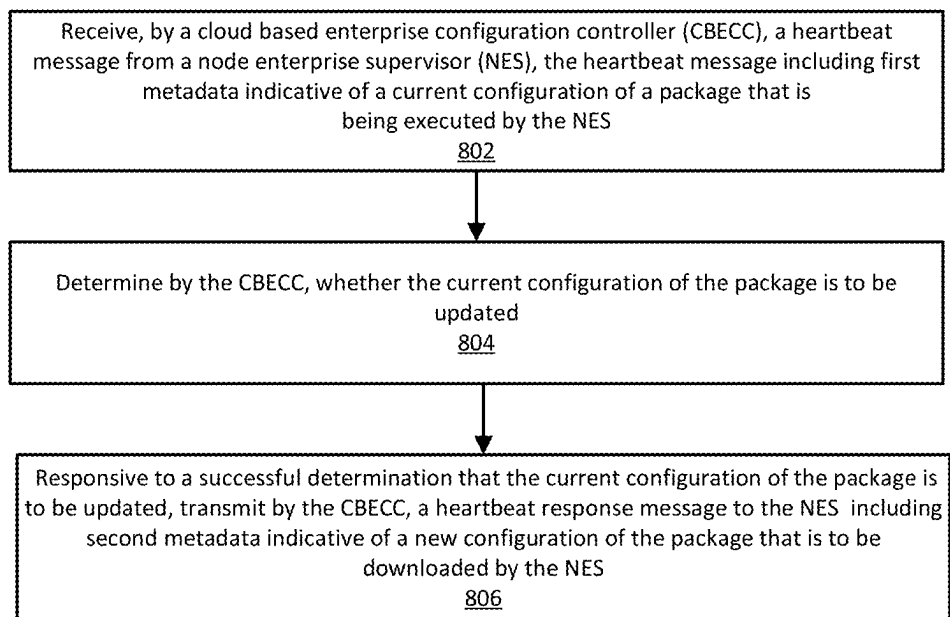 Receive, by a cloud based enterprise configuration controller (CBECC), a heartbeat
message from a node enterprise supervisor (NES), the heartbeat message including first
metadata indicative of a current configuration of a package that is
being executed by the NES
802
Determine by the CBECC, whether the current configuration of the package is to be
updated
804
Responsive to a successful determination that the current configuration of the package is
to be updated, transmit by the CBECC, a heartbeat response message to the NES including
second metadata indicative of a new configuration of the package that is to be
downloaded by the NES
806